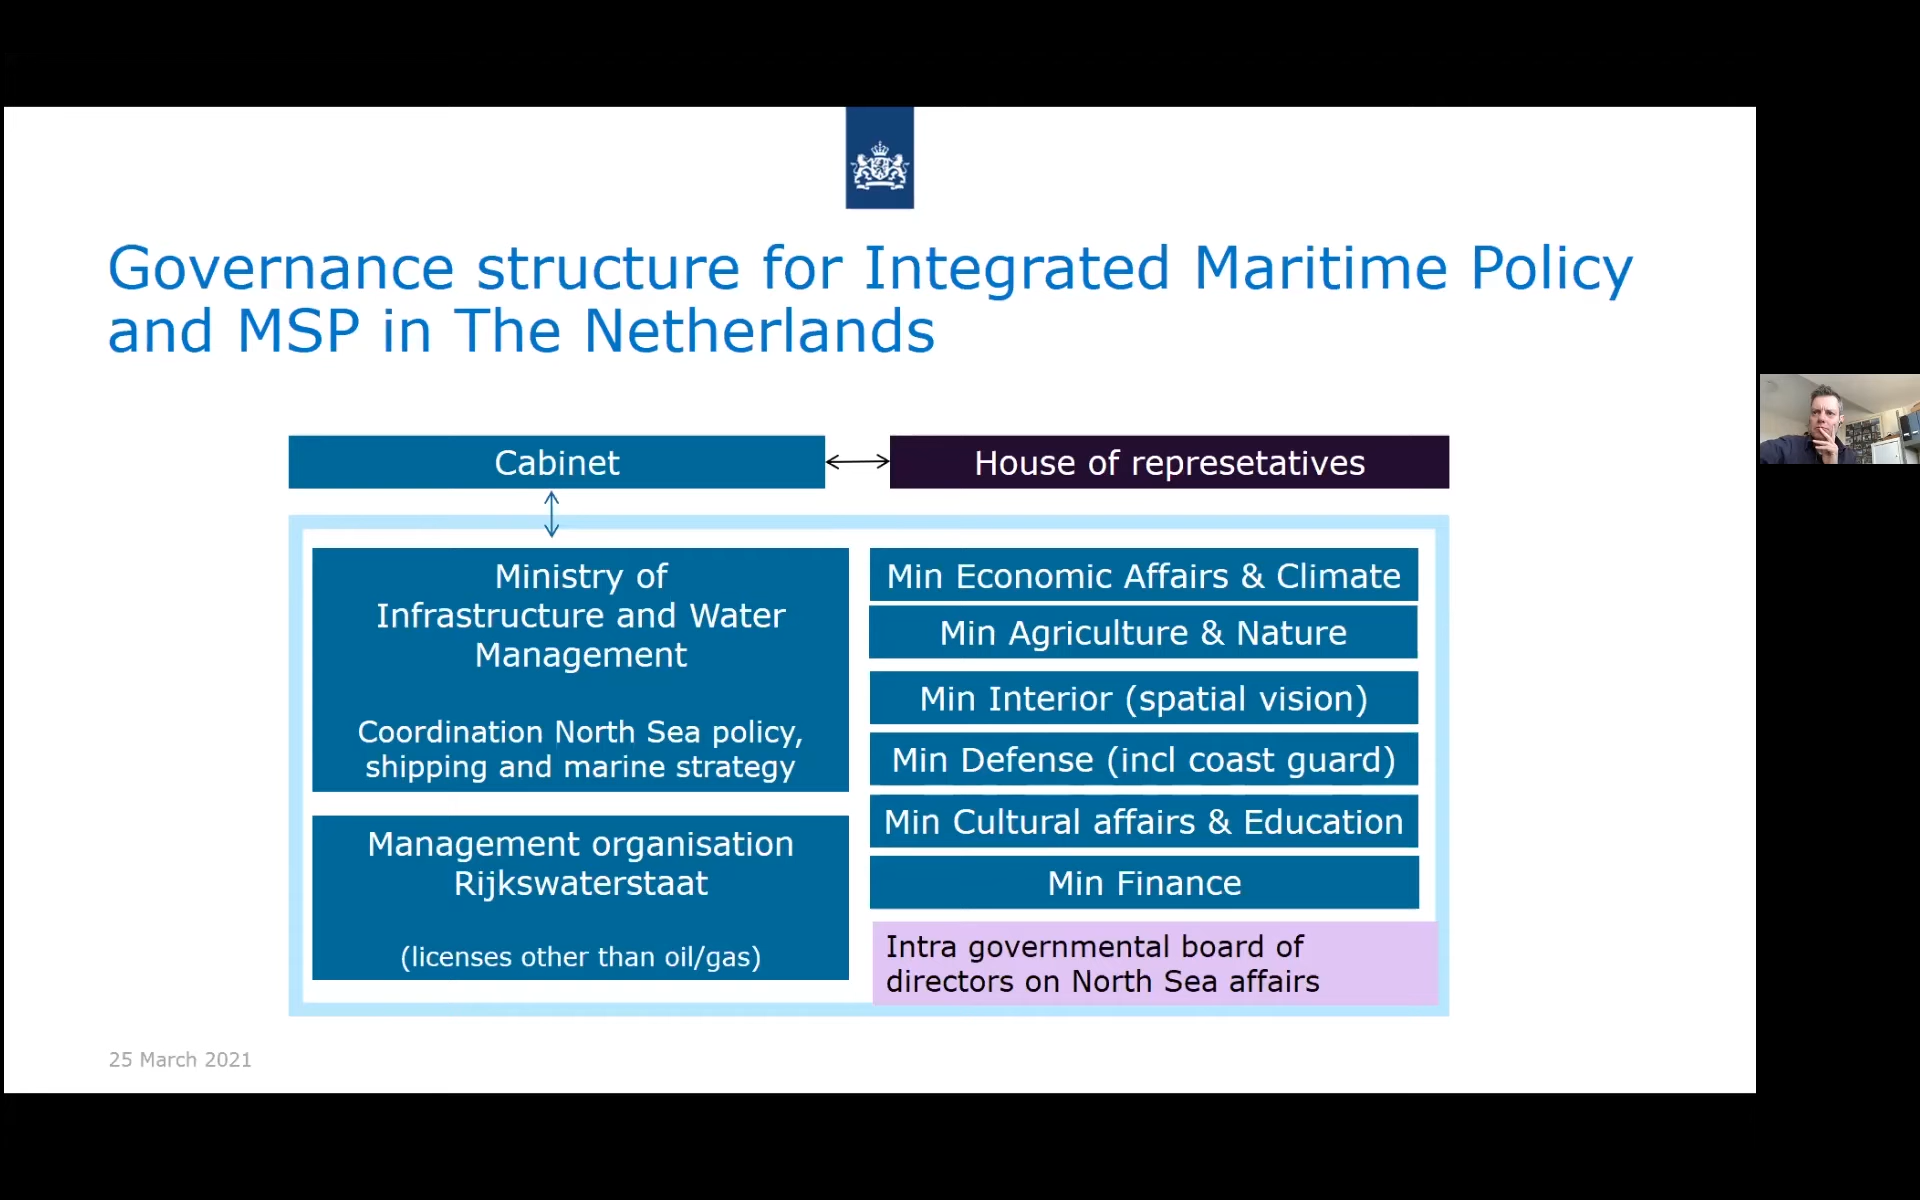 Governance structure for Integrated Maritime Policy
and MSP in The Netherlands
Cabinet
House of represetatives
Ministry of
Infrastructure and Water
Management
Coordination North Sea policy,
shipping and marine strategy
Management organisation
Rijkswaterstaat
(licenses other than oil/gas)
Min Economic Affairs & Climate
Min Agriculture & Nature
Min Interior (spatial vision)
Min Defense (incl coast guard)
Min Cultural affairs & Education
Min Finance
Intra governmental board of
directors on North Sea affairs
25 March 2021